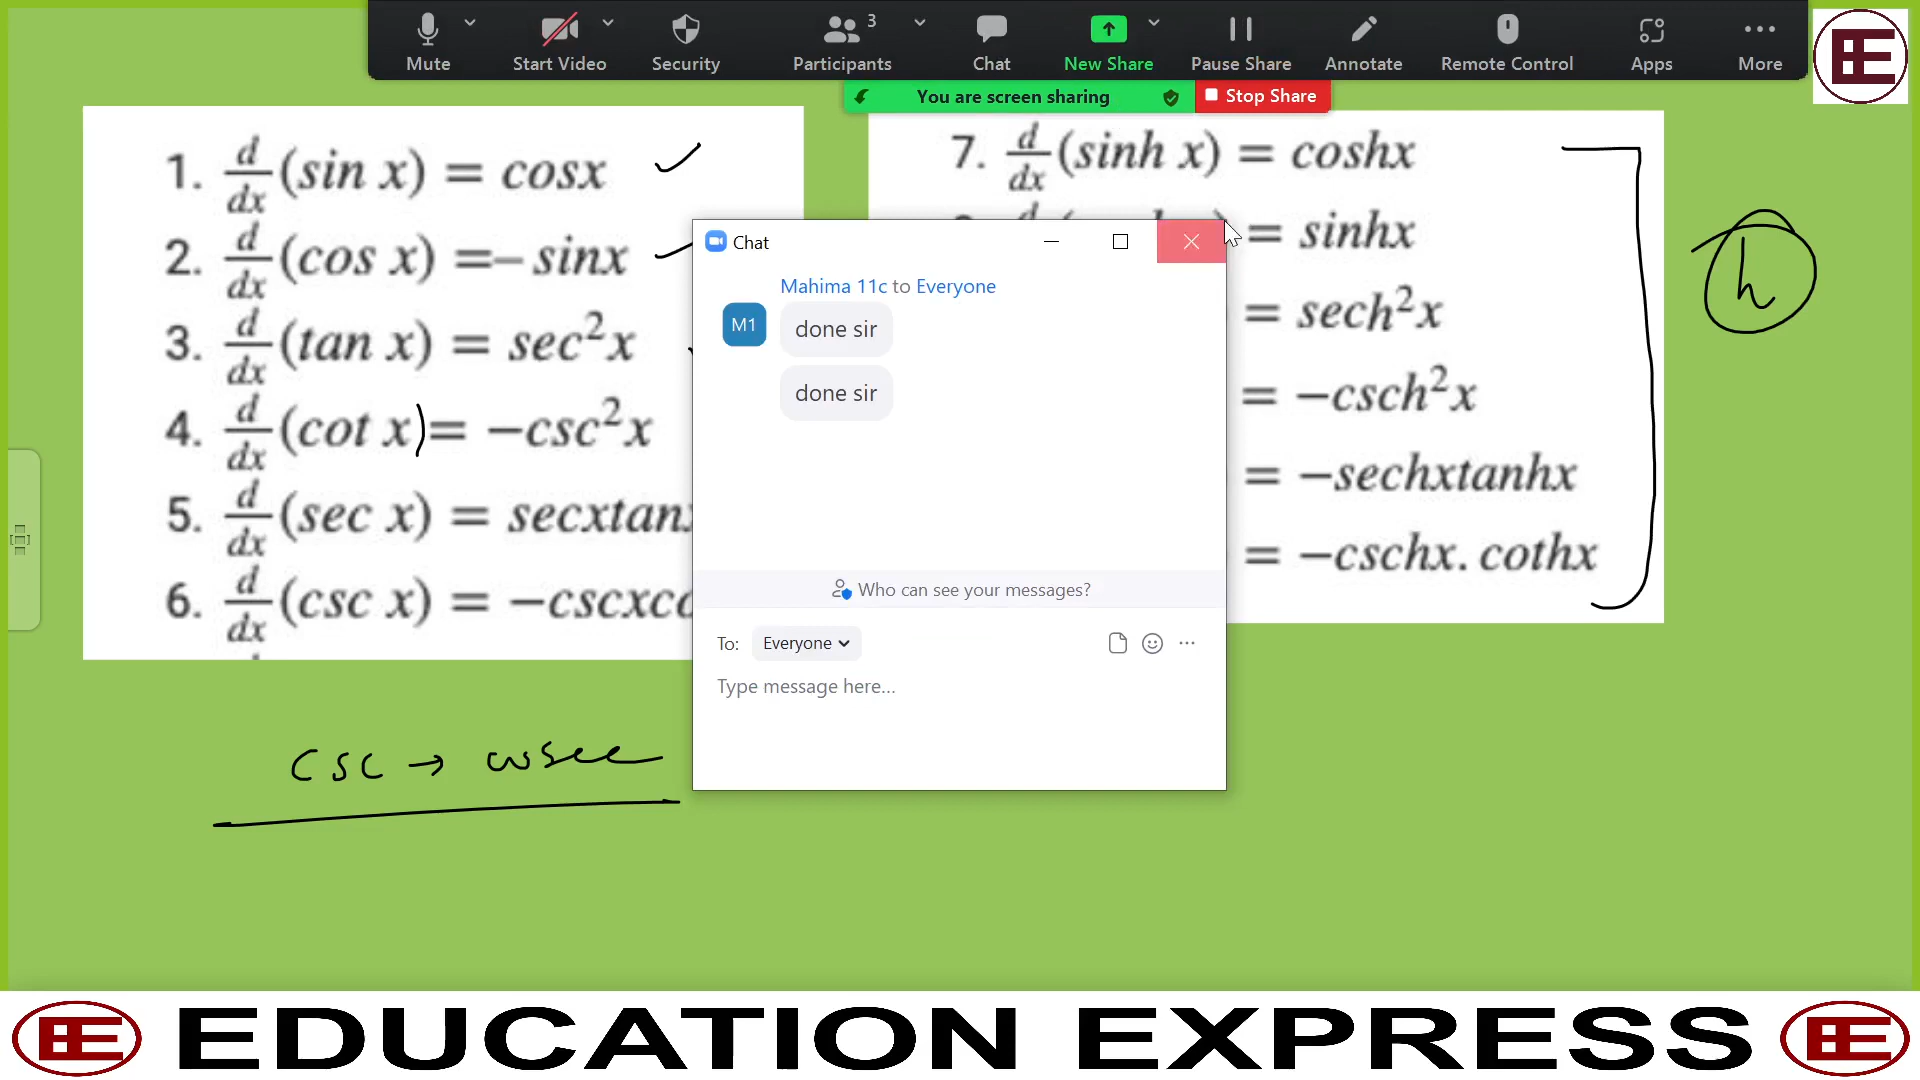 Mute
Start Video
Security
Participants 3
Chat
New Share
Pause Share
Annotate
Remote Control
Apps
More
You are screen sharing
Stop Share
1. d/dx (sin x) = cosx
2. d/dx (cos x) =− sinx
3. d/dx (tan x) = sec²x
4. d/dx (cot x) = −csc²x
5. d/dx (sec x) = secxtan
6. d/dx (csc x) = −cscxc
csc → cosec
7. d/dx (sinh x) = coshx
= sinhx
= sech²x
= −csch²x
= −sechxtanhx
= −cschx. cothx
h
Chat
Mahima 11c to Everyone
M1
done sir
done sir
Who can see your messages?
To: Everyone
Type message here...
EDUCATION EXPRESS